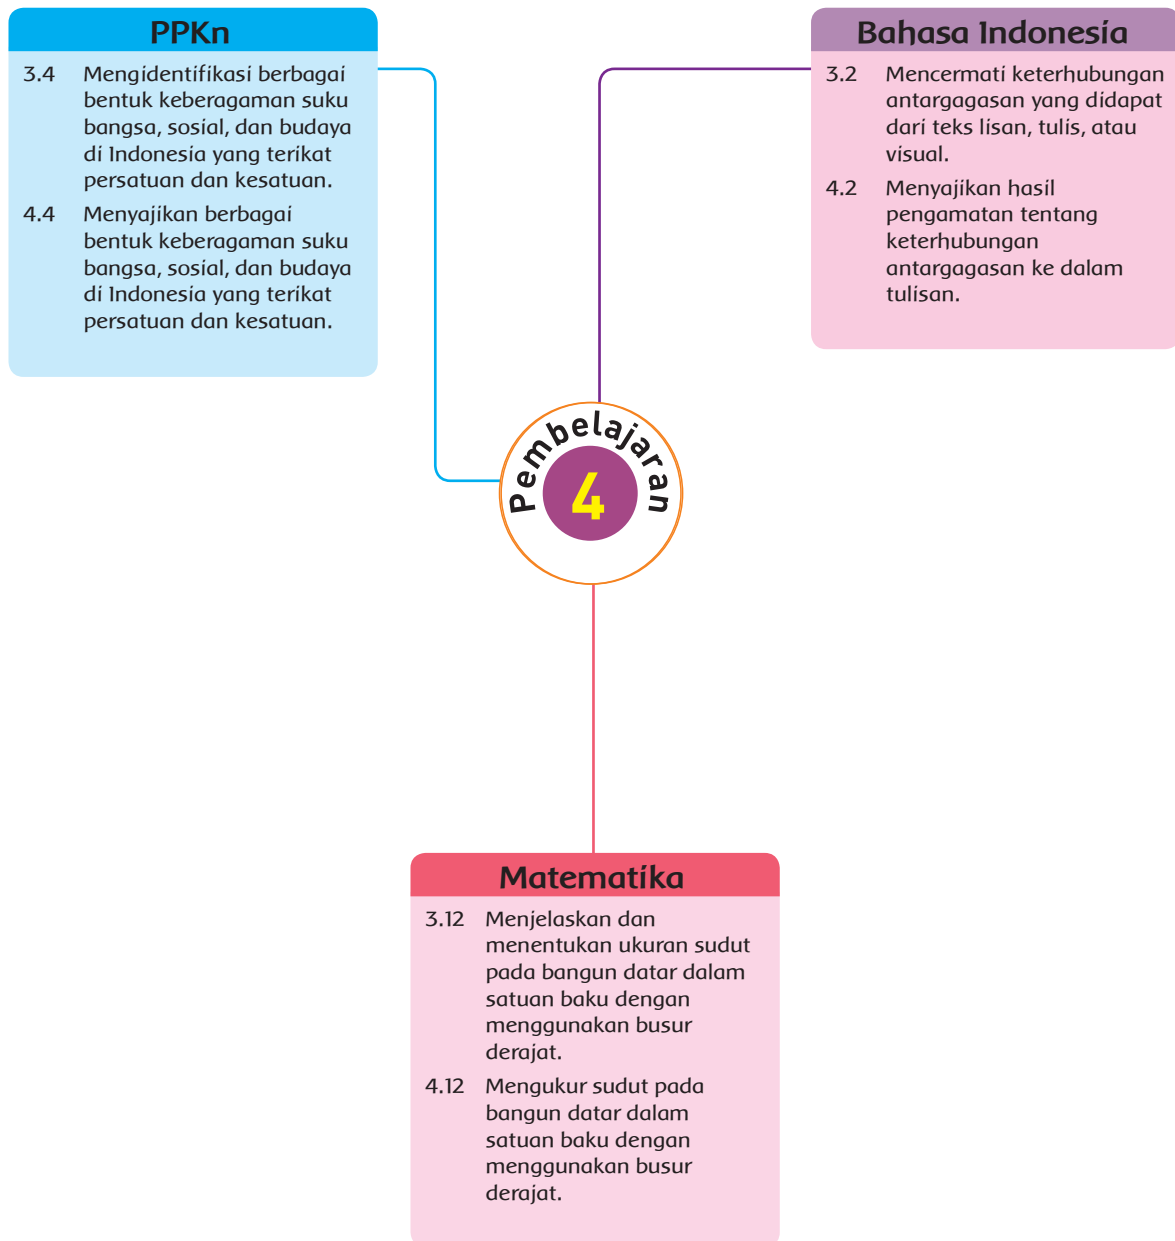 PPKn
3.4 Mengidentifikasi berbagai
bentuk keberagaman suku
bangsa, sosial, dan budaya
di Indonesia yang terikat
persatuan dan kesatuan.
4.4 Menyajikan berbagai
bentuk keberagaman suku
bangsa, sosial, dan budaya
di Indonesia yang terikat
persatuan dan kesatuan.
Bahasa Indonesia
3.2 Mencermati keterhubungan
antargagasan yang didapat
dari teks lisan, tulis, atau
visual.
4.2 Menyajikan hasil
pengamatan tentang
keterhubungan
antargagasan ke dalam
tulisan.
Pembelajaran
4
Matematika
3.12 Menjelaskan dan
menentukan ukuran sudut
pada bangun datar dalam
satuan baku dengan
menggunakan busur
derajat.
4.12 Mengukur sudut pada
bangun datar dalam
satuan baku dengan
menggunakan busur
derajat.